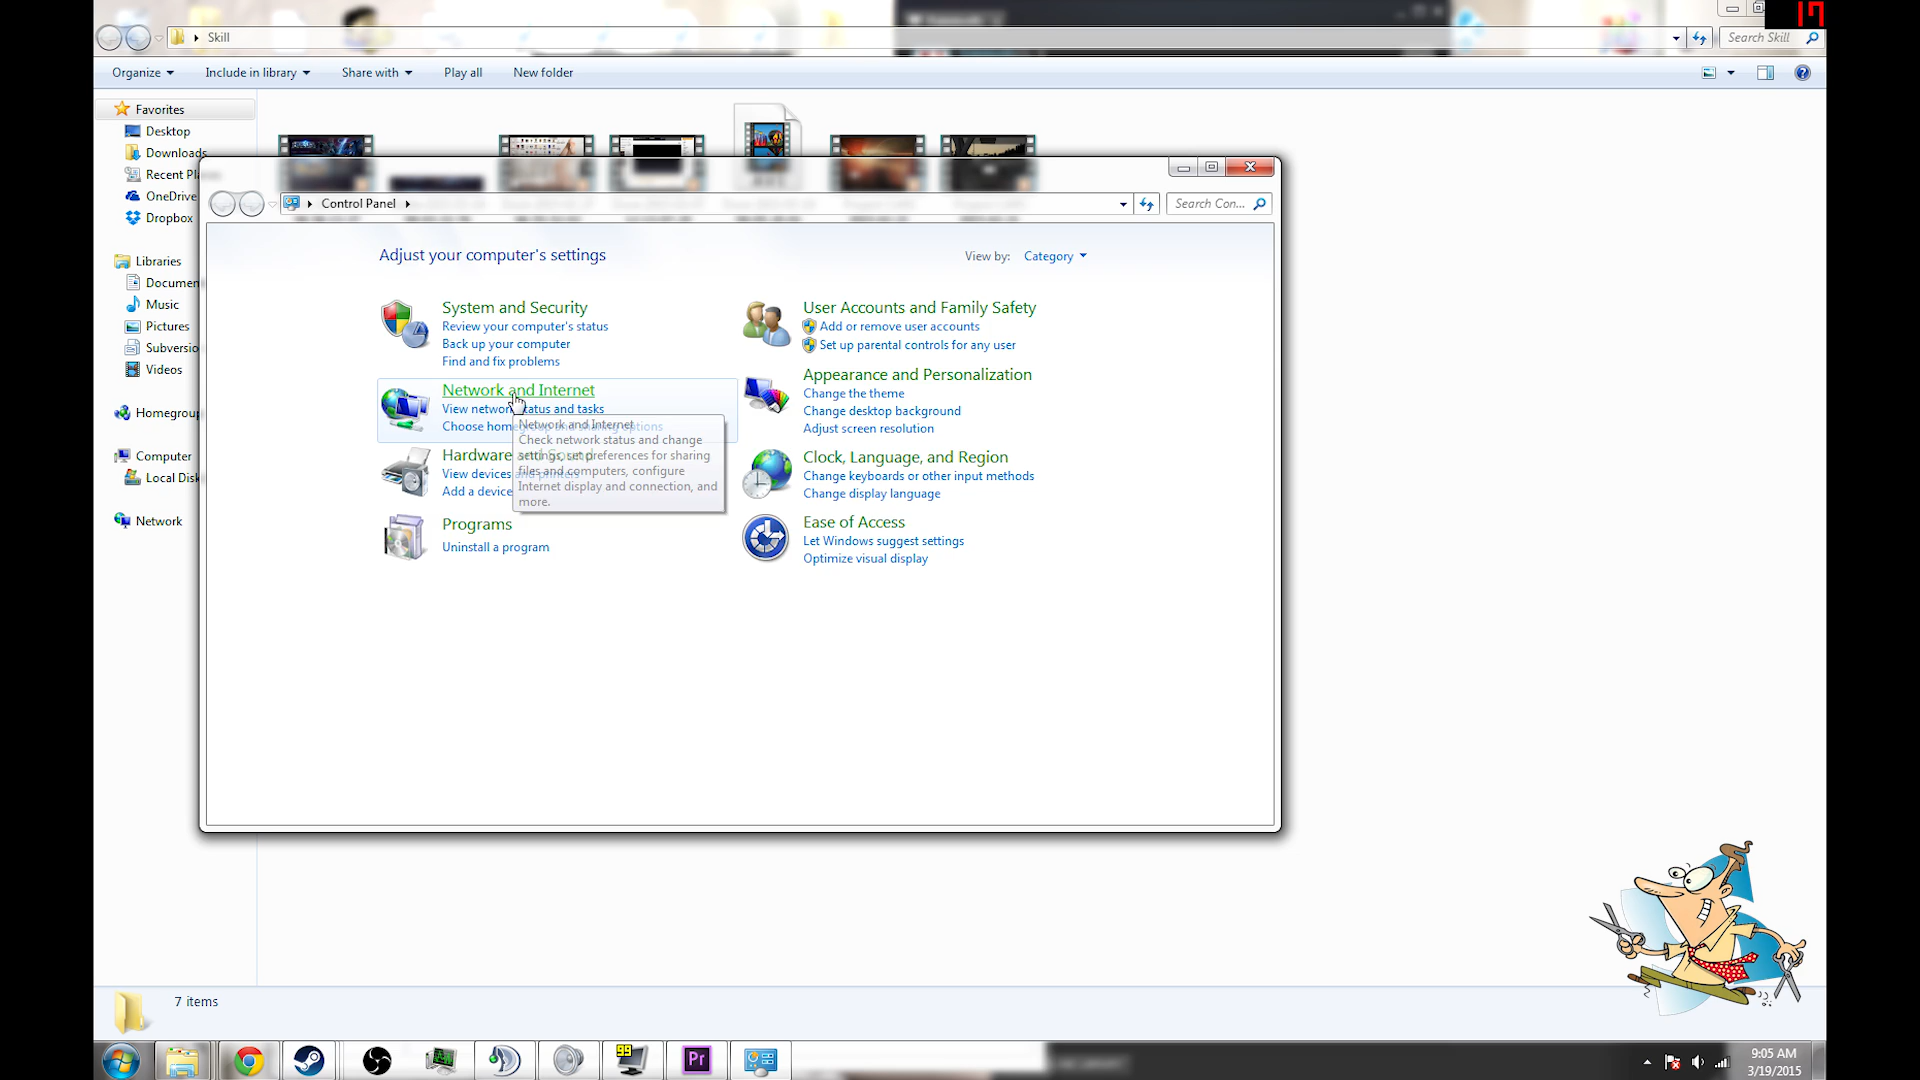 17
Skill
Search Skill
Organize
Include in library
Share with
Play all
New folder
Favorites
Desktop
Downloads
Recent Pl
OneDrive
Dropbox
Libraries
Documen
Music
Pictures
Subversio
Videos
Homegroup
Computer
Local Disk
Network
Control Panel
Search Con...
Adjust your computer's settings
View by:
Category
System and Security
Review your computer's status
Back up your computer
Find and fix problems
Network and Internet
View network status and tasks
Choose homegroup and sharing options
Hardware and Sound
View devices and printers
Add a device
Programs
Uninstall a program
Network and Internet
Check network status and change
settings, set preferences for sharing
files and computers, configure
Internet display and connection, and
more.
User Accounts and Family Safety
Add or remove user accounts
Set up parental controls for any user
Appearance and Personalization
Change the theme
Change desktop background
Adjust screen resolution
Clock, Language, and Region
Change keyboards or other input methods
Change display language
Ease of Access
Let Windows suggest settings
Optimize visual display
7 items
99
Pr
9:05 AM
3/19/2015